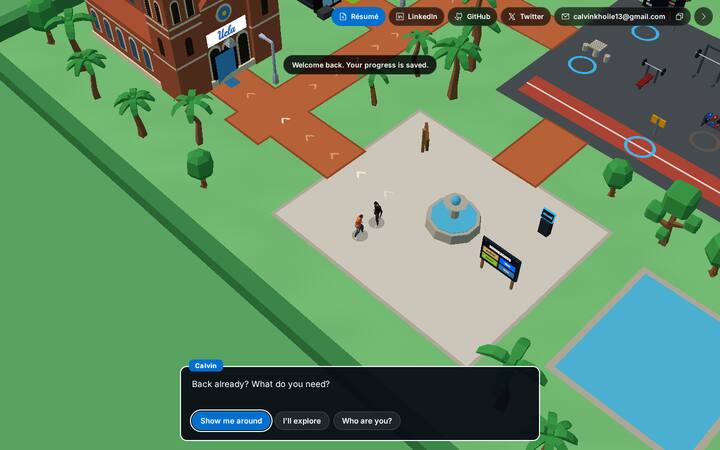 Résumé
LinkedIn
GitHub
Twitter
calvinkhoile13@gmail.com
Ucla
Welcome back. Your progress is saved.
Calvin
Back already? What do you need?
Show me around
I'll explore
Who are you?